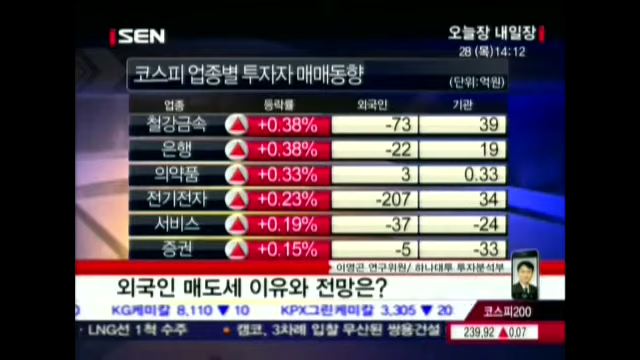 iSEN
오늘장 내일장
28 (목) 14:12
코스피 업종별 투자자 매매동향
(단위:억원)
업종 등락률 외국인 기관
철강금속 ▲ +0.38% -73 39
은행 ▲ +0.38% -22 19
의약품 ▲ +0.33% 3 0.33
전기전자 ▲ +0.23% -207 34
서비스 ▲ +0.19% -37 -24
증권 ▲ +0.15% -5 -33
이영곤 연구위원/ 하나대투 투자분석부
외국인 매도세 이유와 전망은?
KG케미칼 8,110 ▼ 10 KPX그린케미칼 3,305 ▼ 20
코스피200
LNG선 1척 수주 • 캠코, 3차례 입찰 무산된 쌍용건설
239.92 ▲0.07